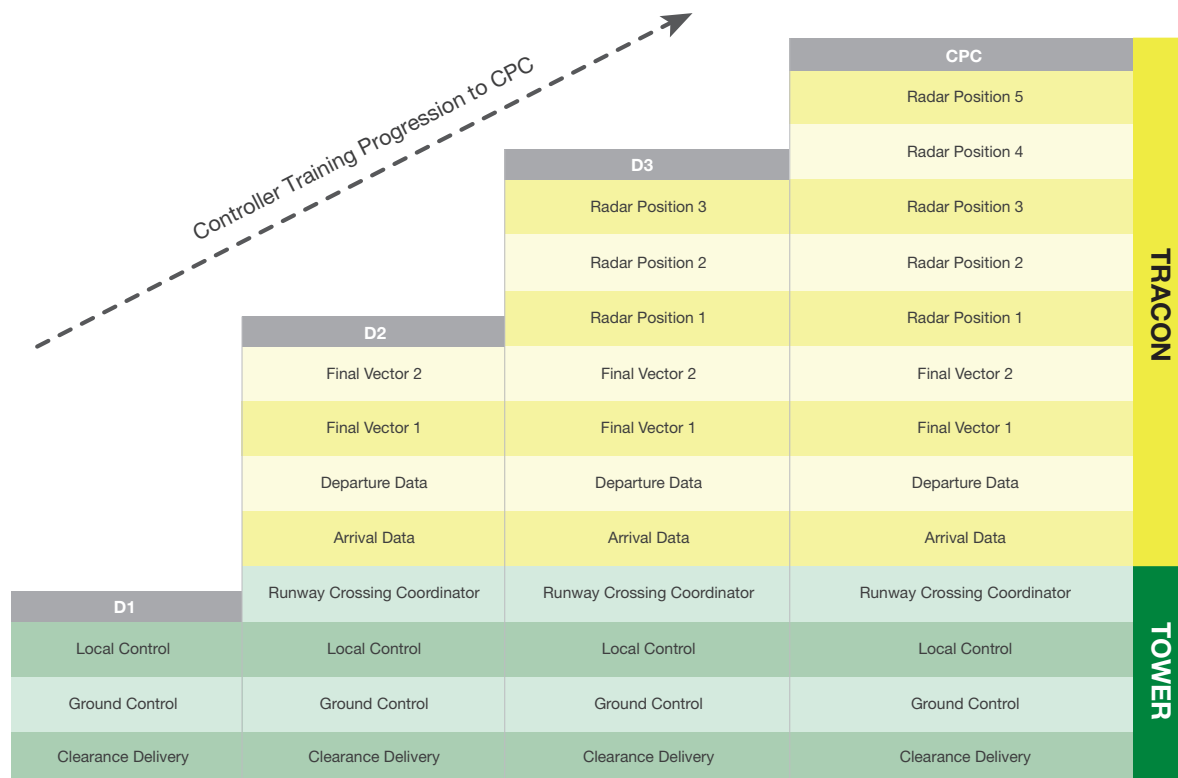 Controller Training Progression to CPC
CPC
Radar Position 5
Radar Position 4
D3
Radar Position 3 Radar Position 3
Radar Position 2 Radar Position 2
Radar Position 1 Radar Position 1
D2
Final Vector 2 Final Vector 2 Final Vector 2
Final Vector 1 Final Vector 1 Final Vector 1
Departure Data Departure Data Departure Data
Arrival Data Arrival Data Arrival Data
TRACON
Runway Crossing Coordinator Runway Crossing Coordinator Runway Crossing Coordinator
D1
Local Control Local Control Local Control Local Control
Ground Control Ground Control Ground Control Ground Control
Clearance Delivery Clearance Delivery Clearance Delivery Clearance Delivery
TOWER